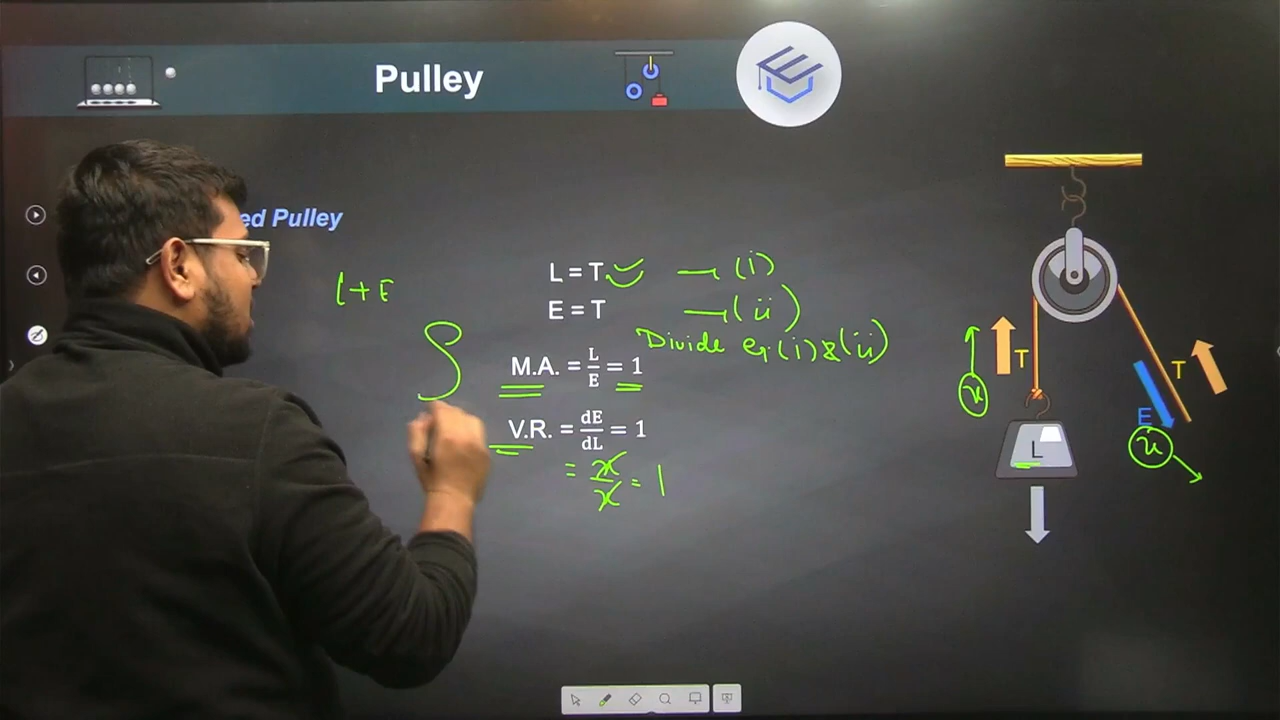 Pulley
ed Pulley
L = T — (i)
E = T — (ii)
L + E
Divide eq (i) & (ii)
M.A. = L/E = 1
V.R. = dE/dL = 1
= x/x = 1
T
T
E
x
x
L